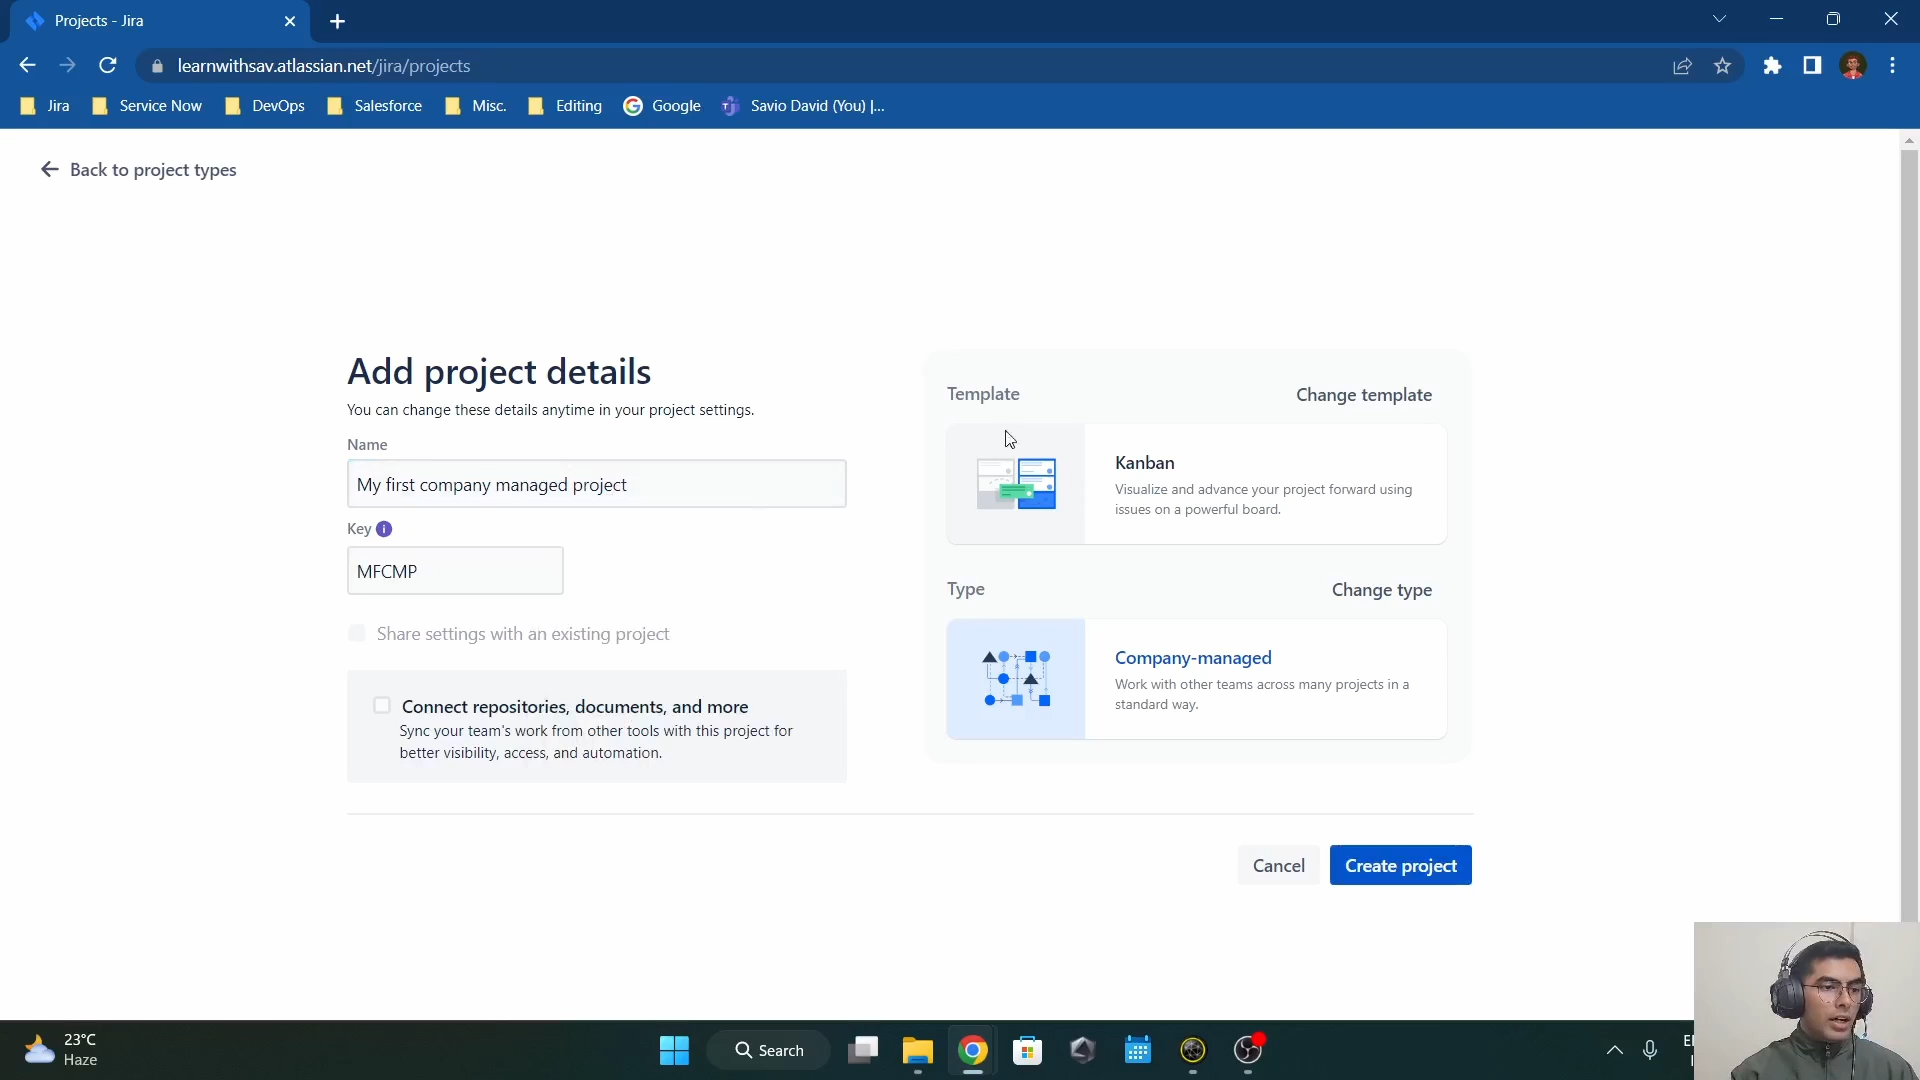 Projects - Jira
learnwithsav.atlassian.net/jira/projects
Jira
Service Now
DevOps
Salesforce
Misc.
Editing
Google
Savio David (You) |...
Back to project types
Add project details
You can change these details anytime in your project settings.
Name
My first company managed project
Key
MFCMP
Share settings with an existing project
Connect repositories, documents, and more
Sync your team's work from other tools with this project for
better visibility, access, and automation.
Template
Change template
Kanban
Visualize and advance your project forward using
issues on a powerful board.
Type
Change type
Company-managed
Work with other teams across many projects in a
standard way.
Cancel
Create project
23°C
Haze
Search